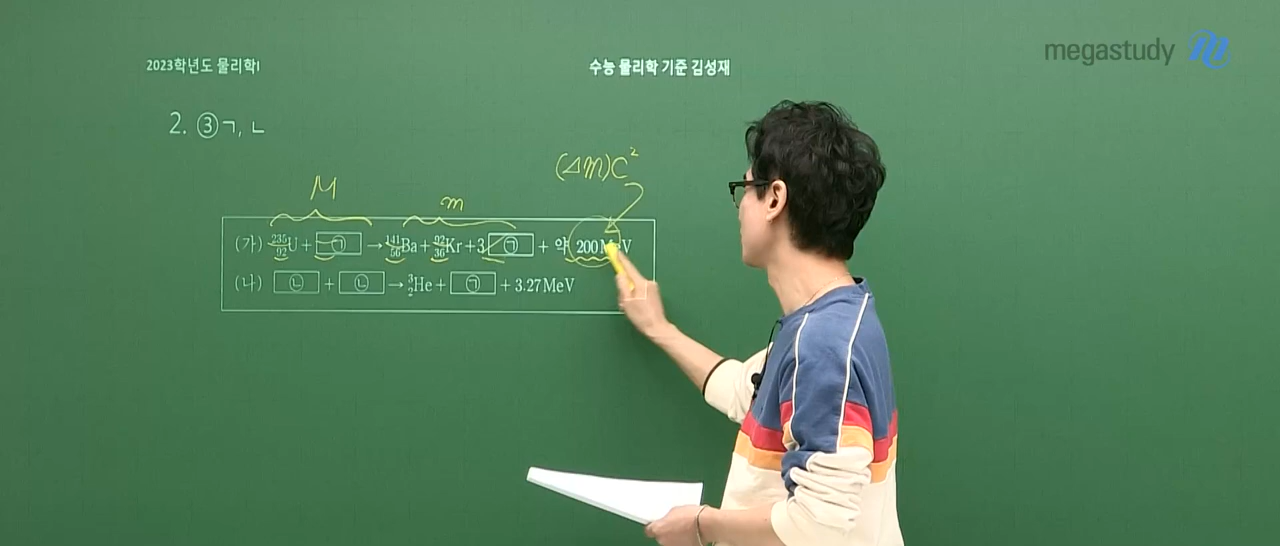 2023학년도 물리학I
수능 물리학 기준 김성재
megastudy
2. ③ㄱ, ㄴ
(Δm)C²
M
m
(가) ²³⁵₉₂U + ㉠ → ¹⁴¹₅₆Ba + ⁹²₃₆Kr + 3 ㉠ + 약 200MeV
(나) ㉡ + ㉡ → ³₂He + ㉠ + 3.27MeV